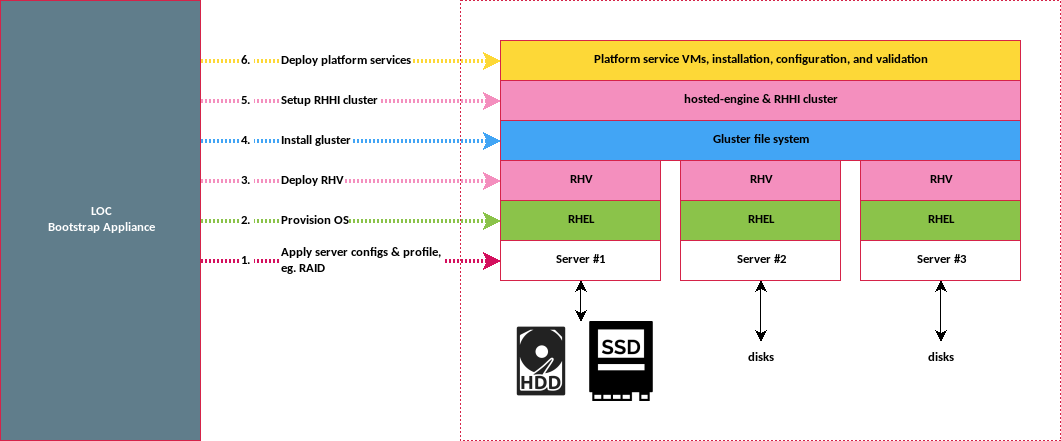 LOC
Bootstrap Appliance
6. Deploy platform services
5. Setup RHHI cluster
4. Install gluster
3. Deploy RHV
2. Provision OS
1. Apply server configs & profile,
eg. RAID
Platform service VMs, installation, configuration, and validation
hosted-engine & RHHI cluster
Gluster file system
RHV RHV RHV
RHEL RHEL RHEL
Server #1 Server #2 Server #3
HDD SSD disks disks